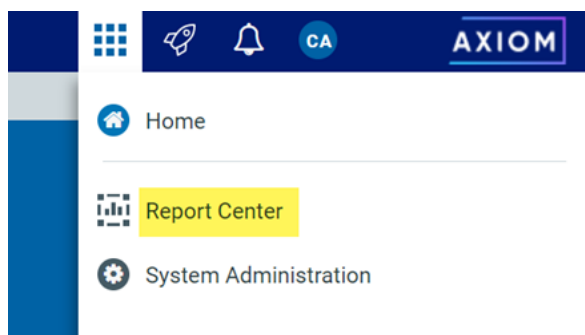 CA
AXIOM
Home
Report Center
System Administration